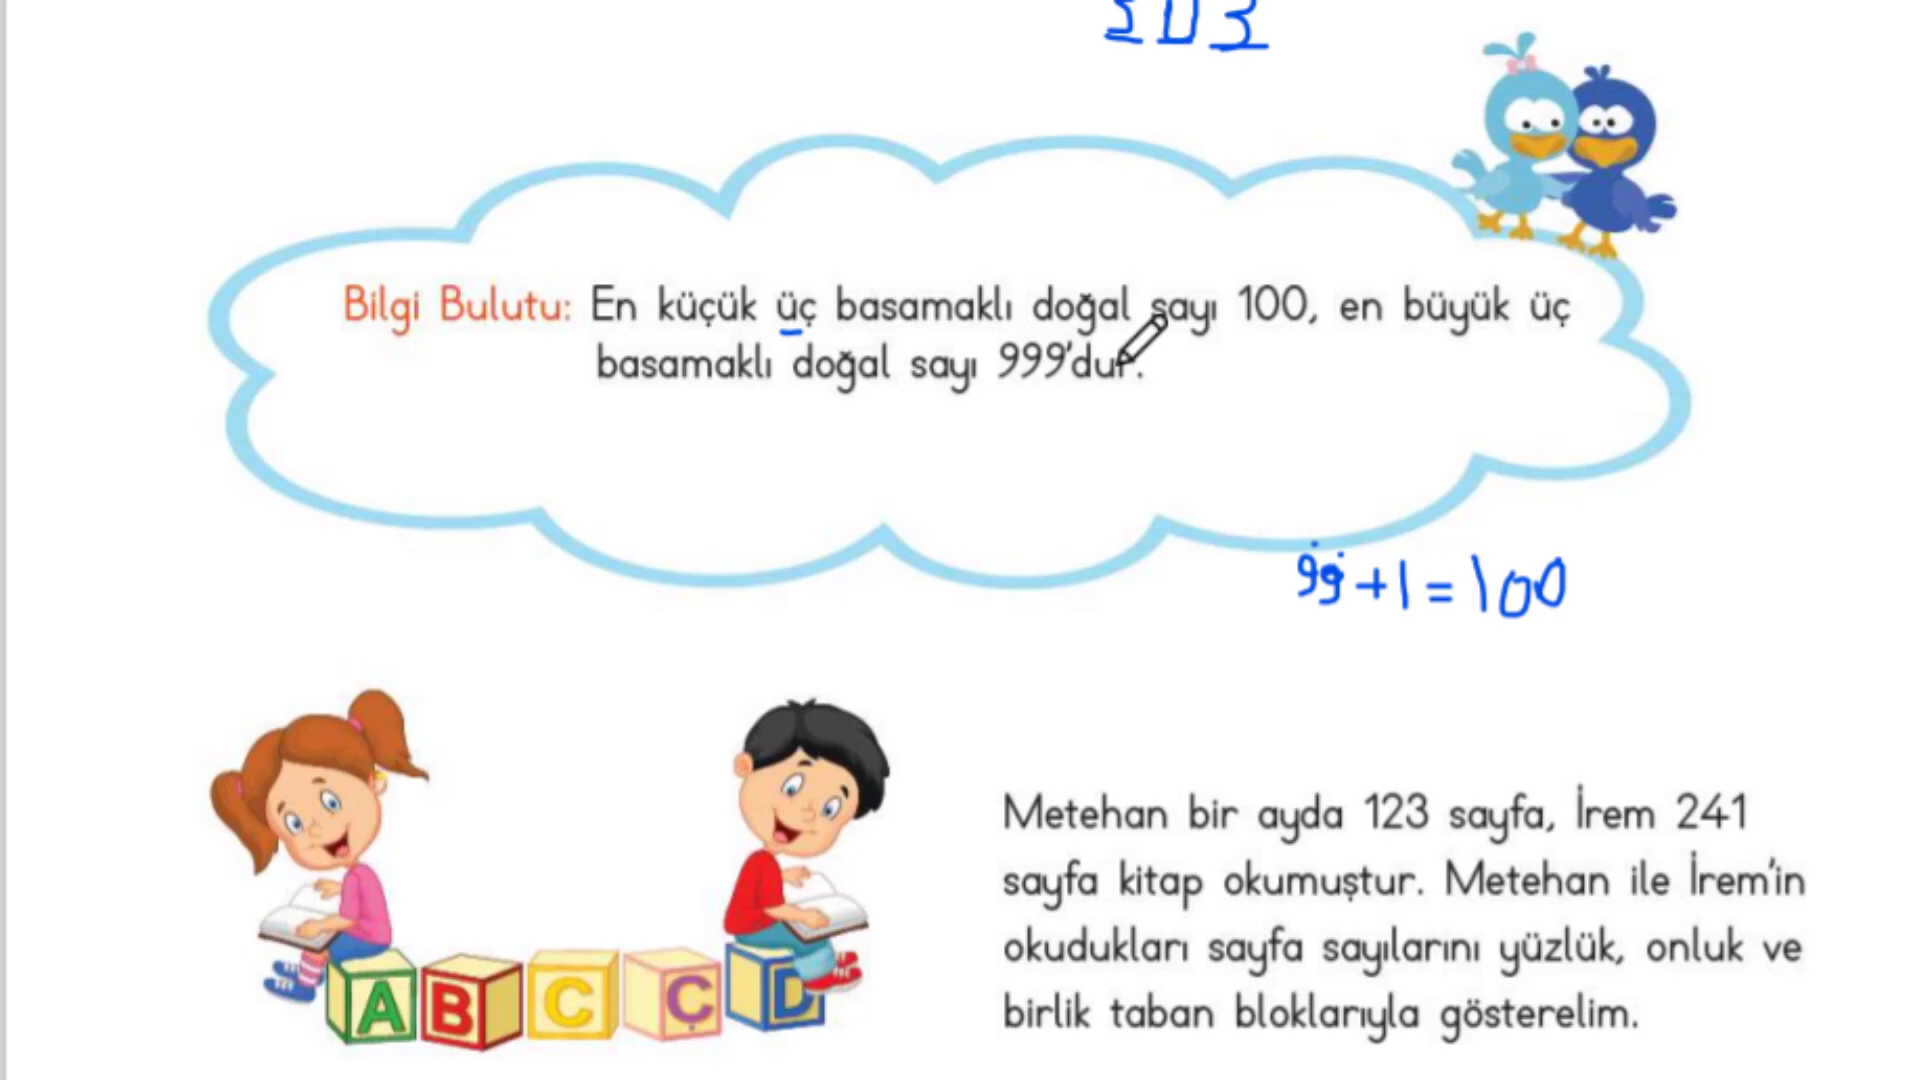 Bilgi Bulutu: En küçük üç basamaklı doğal sayı 100, en büyük üç
basamaklı doğal sayı 999'dur.
99+1=100
Metehan bir ayda 123 sayfa, İrem 241
sayfa kitap okumuştur. Metehan ile İrem'in
okudukları sayfa sayılarını yüzlük, onluk ve
birlik taban bloklarıyla gösterelim.
A B C Ç D